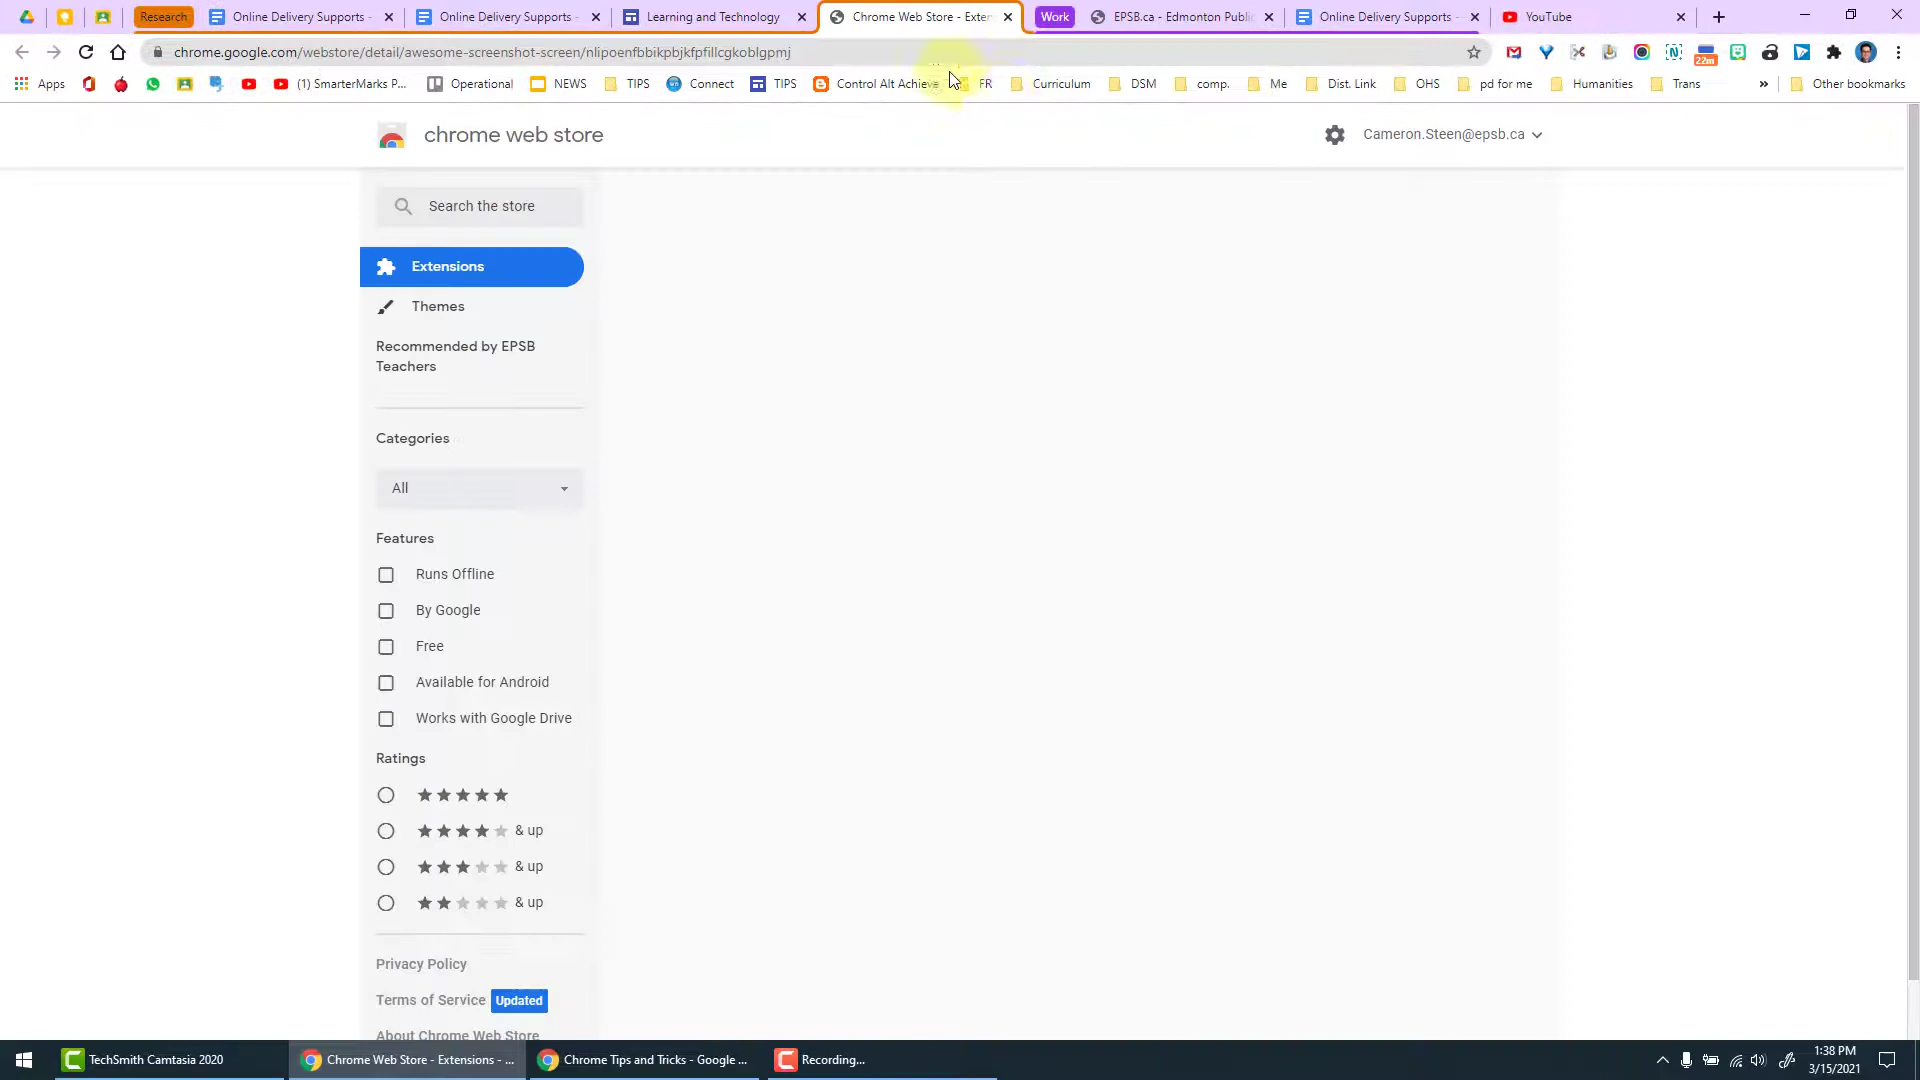 Research
Online Delivery Supports -
Online Delivery Supports -
Learning and Technology
Chrome Web Store - Exten
Work
EPSB.ca - Edmonton Public
Online Delivery Supports -
YouTube
chrome.google.com/webstore/detail/awesome-screenshot-screen/nlipoenfbbikpbjkfpfillcgkoblgpmj
22m
Apps
(1) SmarterMarks P...
Operational
NEWS
TIPS
Connect
TIPS
Control Alt Achieve
FR
Curriculum
DSM
comp.
Me
Dist. Link
OHS
pd for me
Humanities
Trans
»
Other bookmarks
chrome web store
Cameron.Steen@epsb.ca
Search the store
Extensions
Themes
Recommended by EPSB
Teachers
Categories
All
Features
Runs Offline
By Google
Free
Available for Android
Works with Google Drive
Ratings
& up
& up
& up
Privacy Policy
Terms of Service Updated
About Chrome Web Store
TechSmith Camtasia 2020
Chrome Web Store - Extensions - ...
Chrome Tips and Tricks - Google ...
Recording...
1:38 PM
3/15/2021